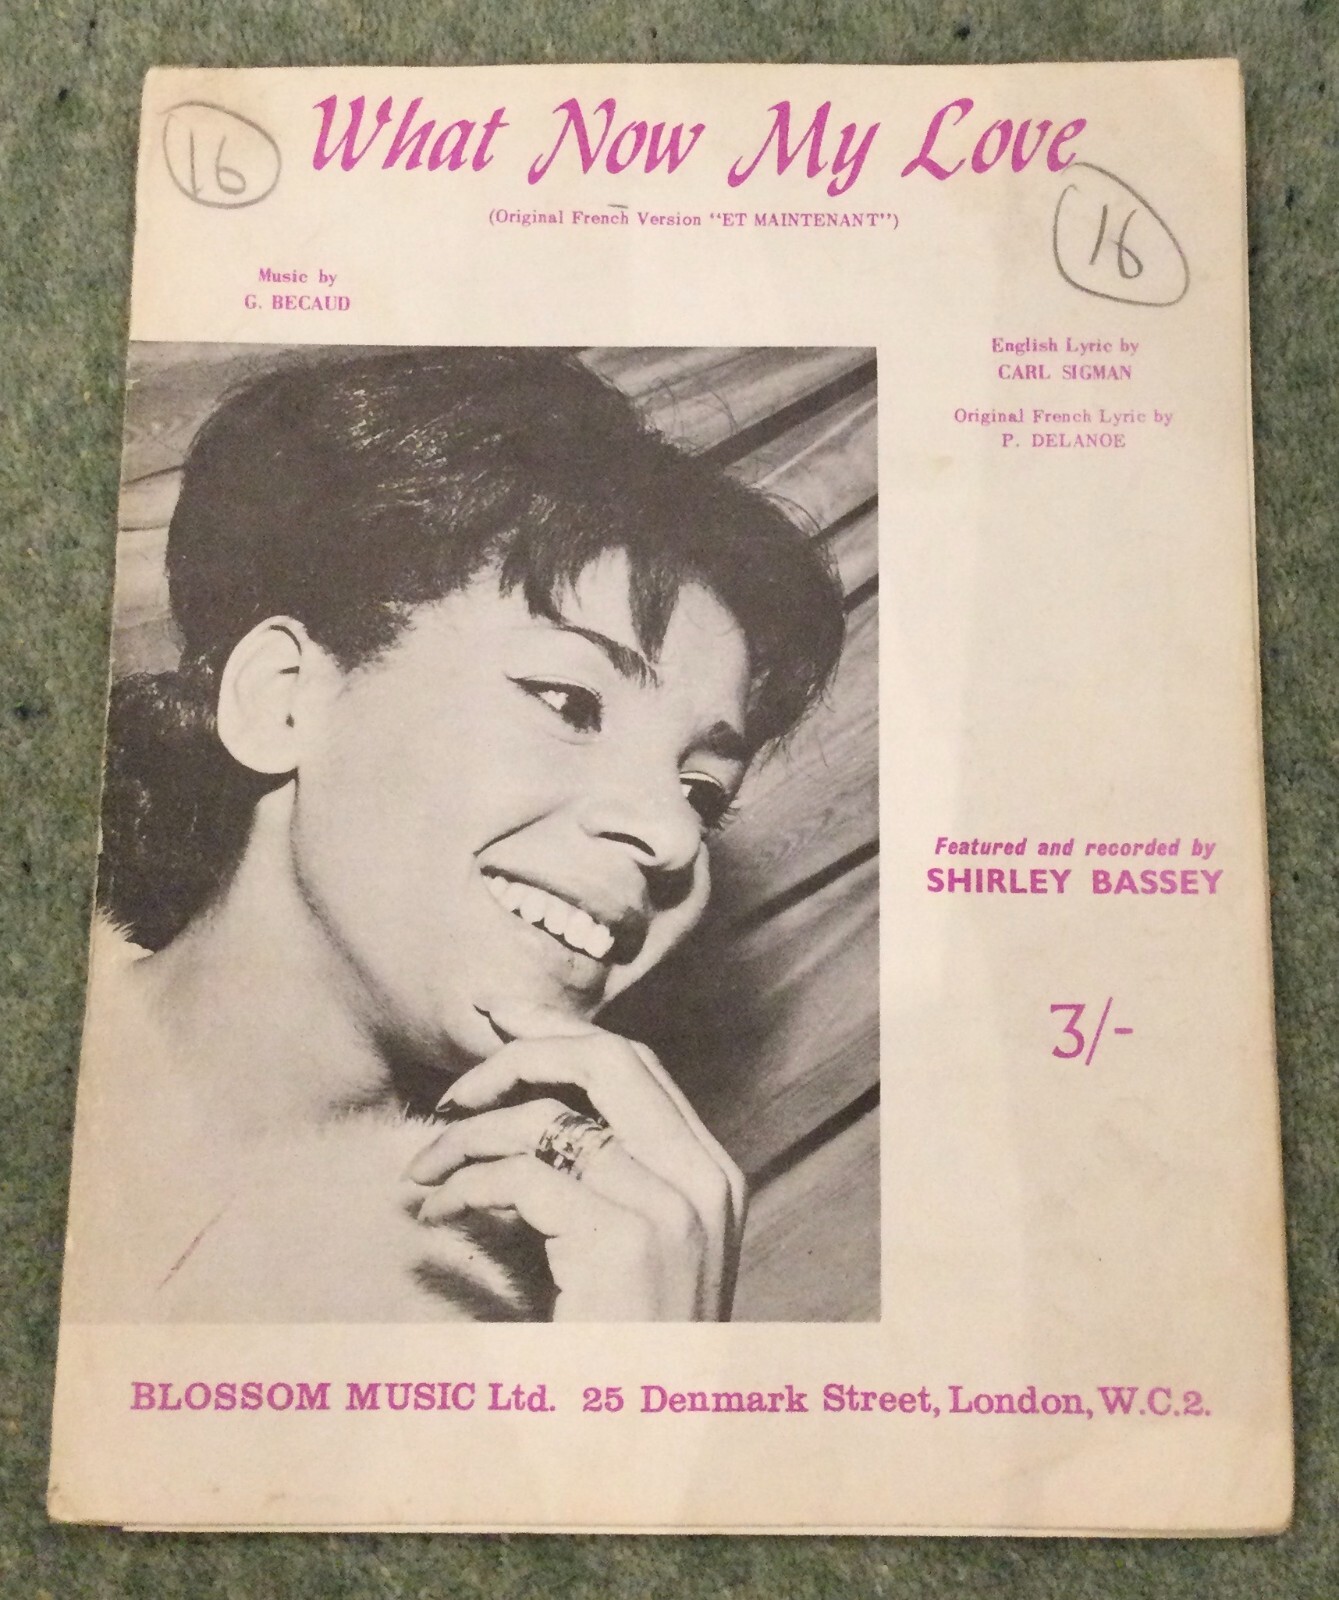 16
What Now My Love
(Original French Version "ET MAINTENANT")
16
Music by
G. BECAUD
English Lyric by
CARL SIGMAN
Original French Lyric by
P. DELANOE
Featured and recorded by
SHIRLEY BASSEY
3/-
BLOSSOM MUSIC Ltd. 25 Denmark Street, London, W.C.2.